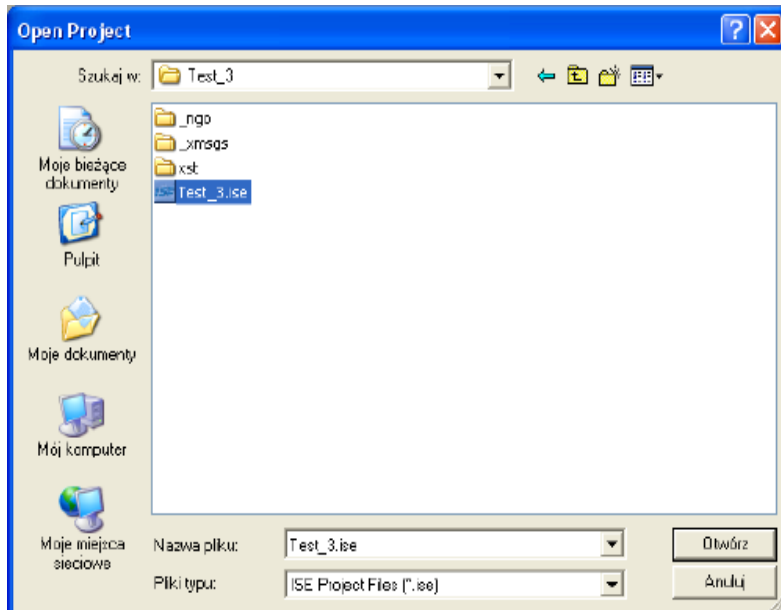 Open Project
Szukaj w:
Test_3
_ngo
_xmsgs
xst
ISE Test_3.ise
Moje bieżące
dokumenty
Pulpit
Moje dokumenty
Mój komputer
Moje miejsca
sieciowe
Nazwa pliku:
Test_3.ise
Otwórz
Pliki typu:
ISE Project Files (*.ise)
Anuluj